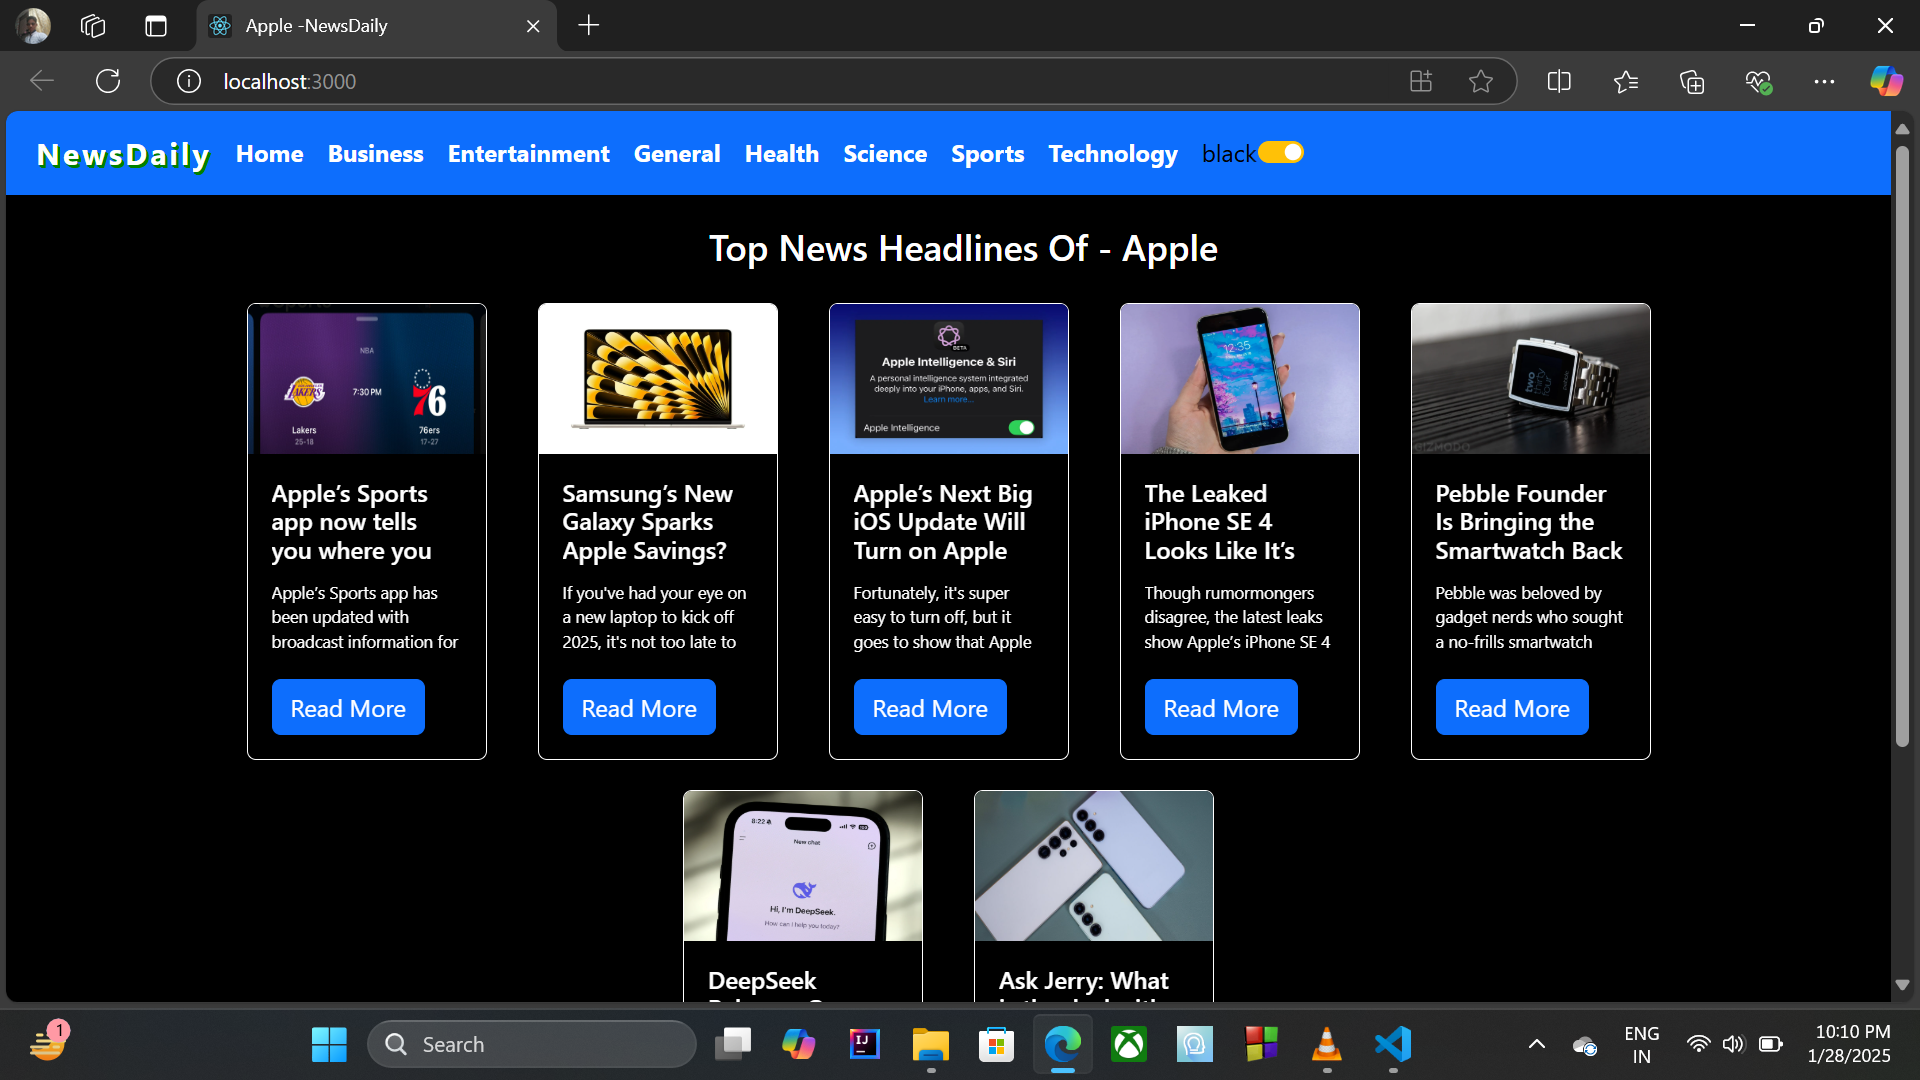 Apple -NewsDaily
localhost:3000
NewsDaily Home Business Entertainment General Health Science Sports Technology black
Top News Headlines Of - Apple
NBA
LAKERS
7:30 PM
76
Lakers
76ers
25-18
17-27
Apple’s Sports
app now tells
you where you
Apple’s Sports app has
been updated with
broadcast information for
Read More
Samsung’s New
Galaxy Sparks
Apple Savings?
If you've had your eye on
a new laptop to kick off
2025, it's not too late to
Read More
BETA
Apple Intelligence & Siri
A personal intelligence system integrated
deeply into your iPhone, apps, and Siri.
Learn more...
Apple Intelligence
Apple’s Next Big
iOS Update Will
Turn on Apple
Fortunately, it's super
easy to turn off, but it
goes to show that Apple
Read More
12:35
The Leaked
iPhone SE 4
Looks Like It’s
Though rumormongers
disagree, the latest leaks
show Apple’s iPhone SE 4
Read More
two
thirty
four
GIZMODO
Pebble Founder
Is Bringing the
Smartwatch Back
Pebble was beloved by
gadget nerds who sought
a no-frills smartwatch
Read More
8:22
New chat
Hi, I'm DeepSeek.
How can I help you today?
DeepSeek
Ask Jerry: What
1
Search
IJ
ENG
IN
10:10 PM
1/28/2025